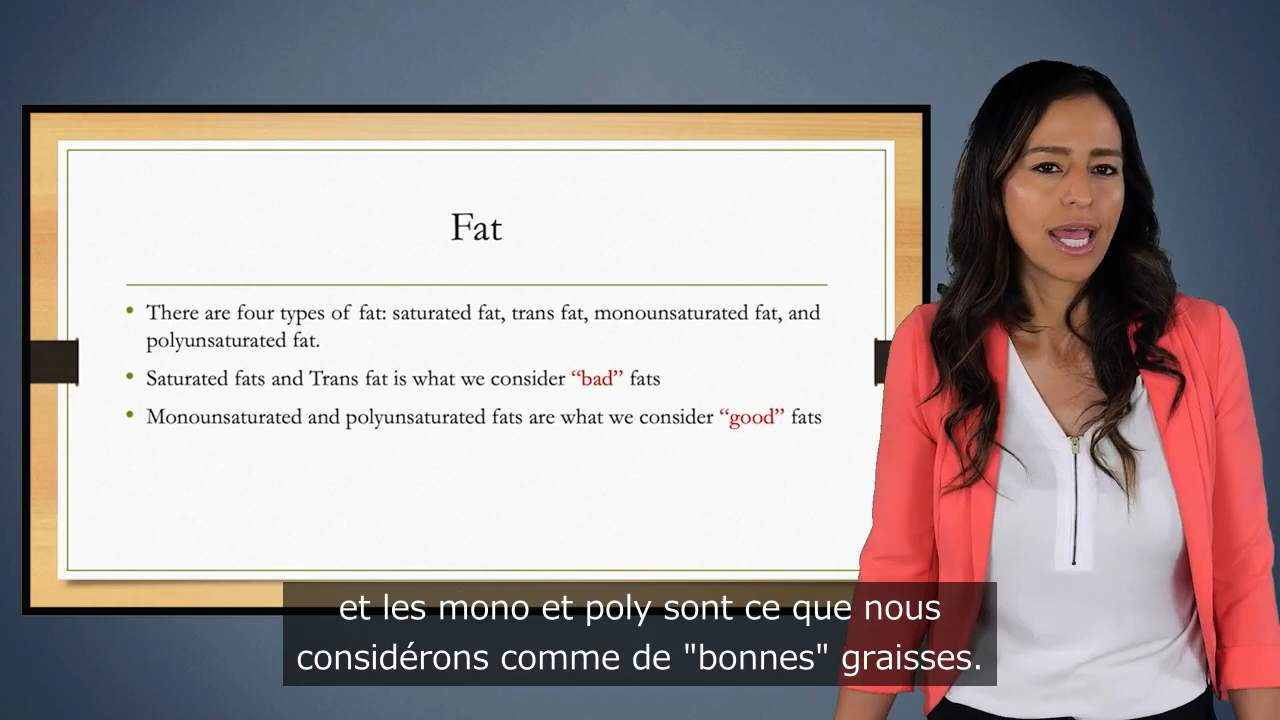 Fat
There are four types of fat: saturated fat, trans fat, monounsaturated fat, and
polyunsaturated fat.
Saturated fats and Trans fat is what we consider “bad” fats
Monounsaturated and polyunsaturated fats are what we consider “good” fats
et les mono et poly sont ce que nous
considérons comme de "bonnes" graisses.